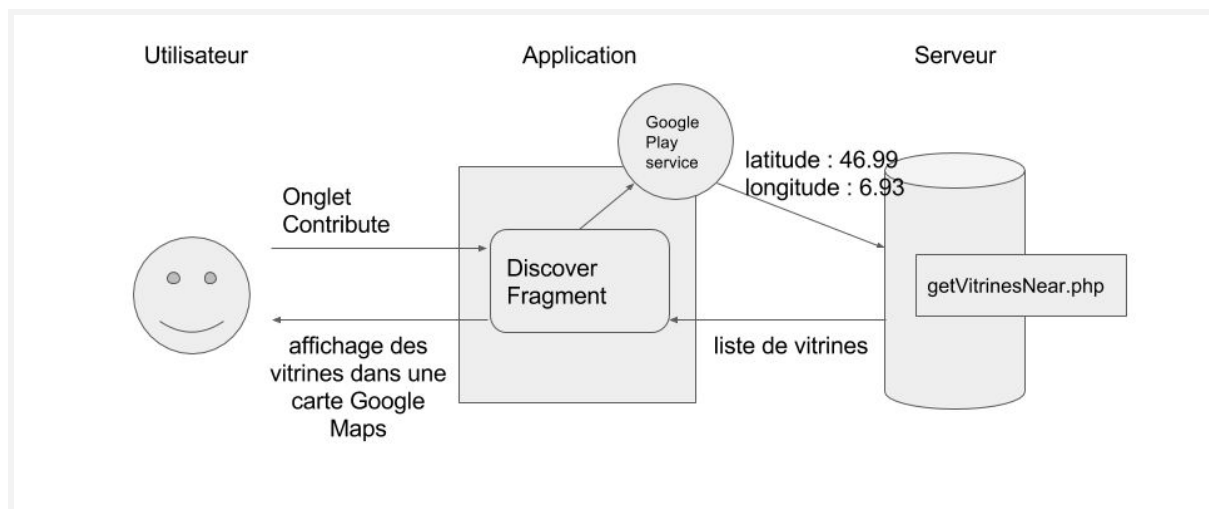 Utilisateur
Application
Serveur
Google
Play
service
latitude : 46.99
longitude : 6.93
Onglet
Contribute
Discover
Fragment
getVitrinesNear.php
affichage des
vitrines dans une
carte Google
Maps
liste de vitrines